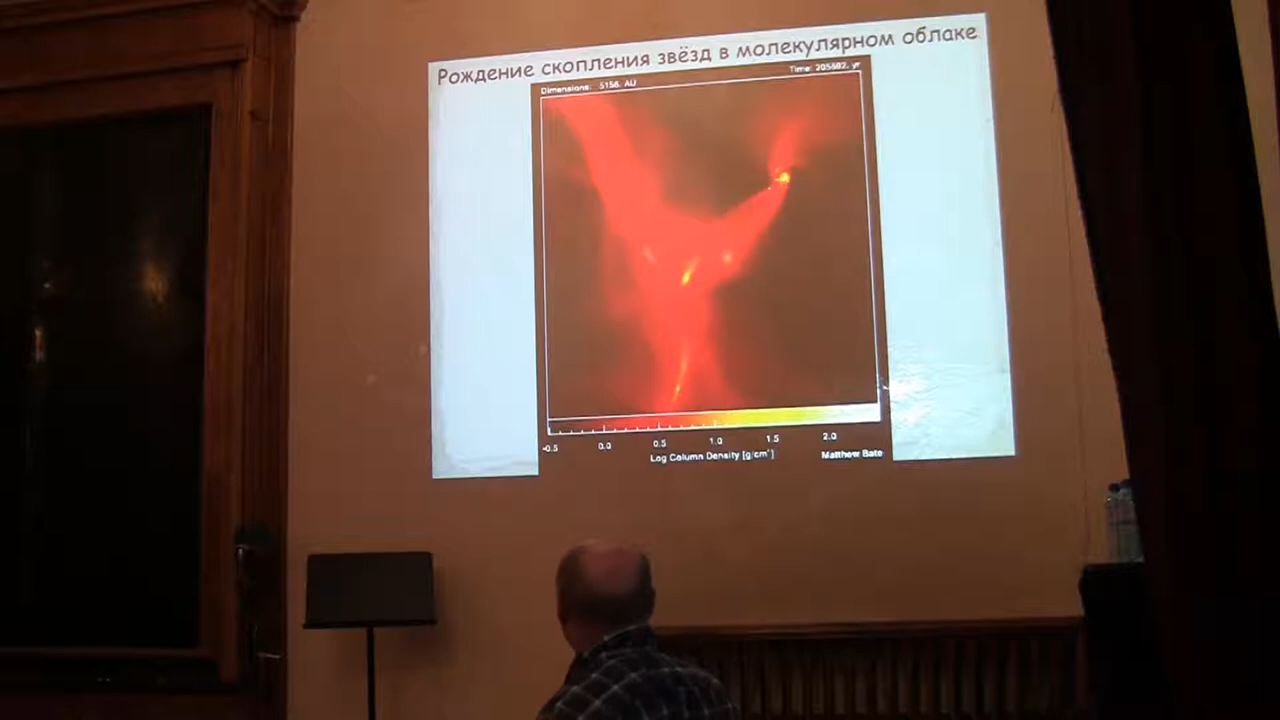 Рождение скопления звёзд в молекулярном облаке
Dimensions: 5156. AU
Time: 205682. yr
-0.5 0.0 0.5 1.0 1.5 2.0
Log Column Density [g/cm²]
Matthew Bate